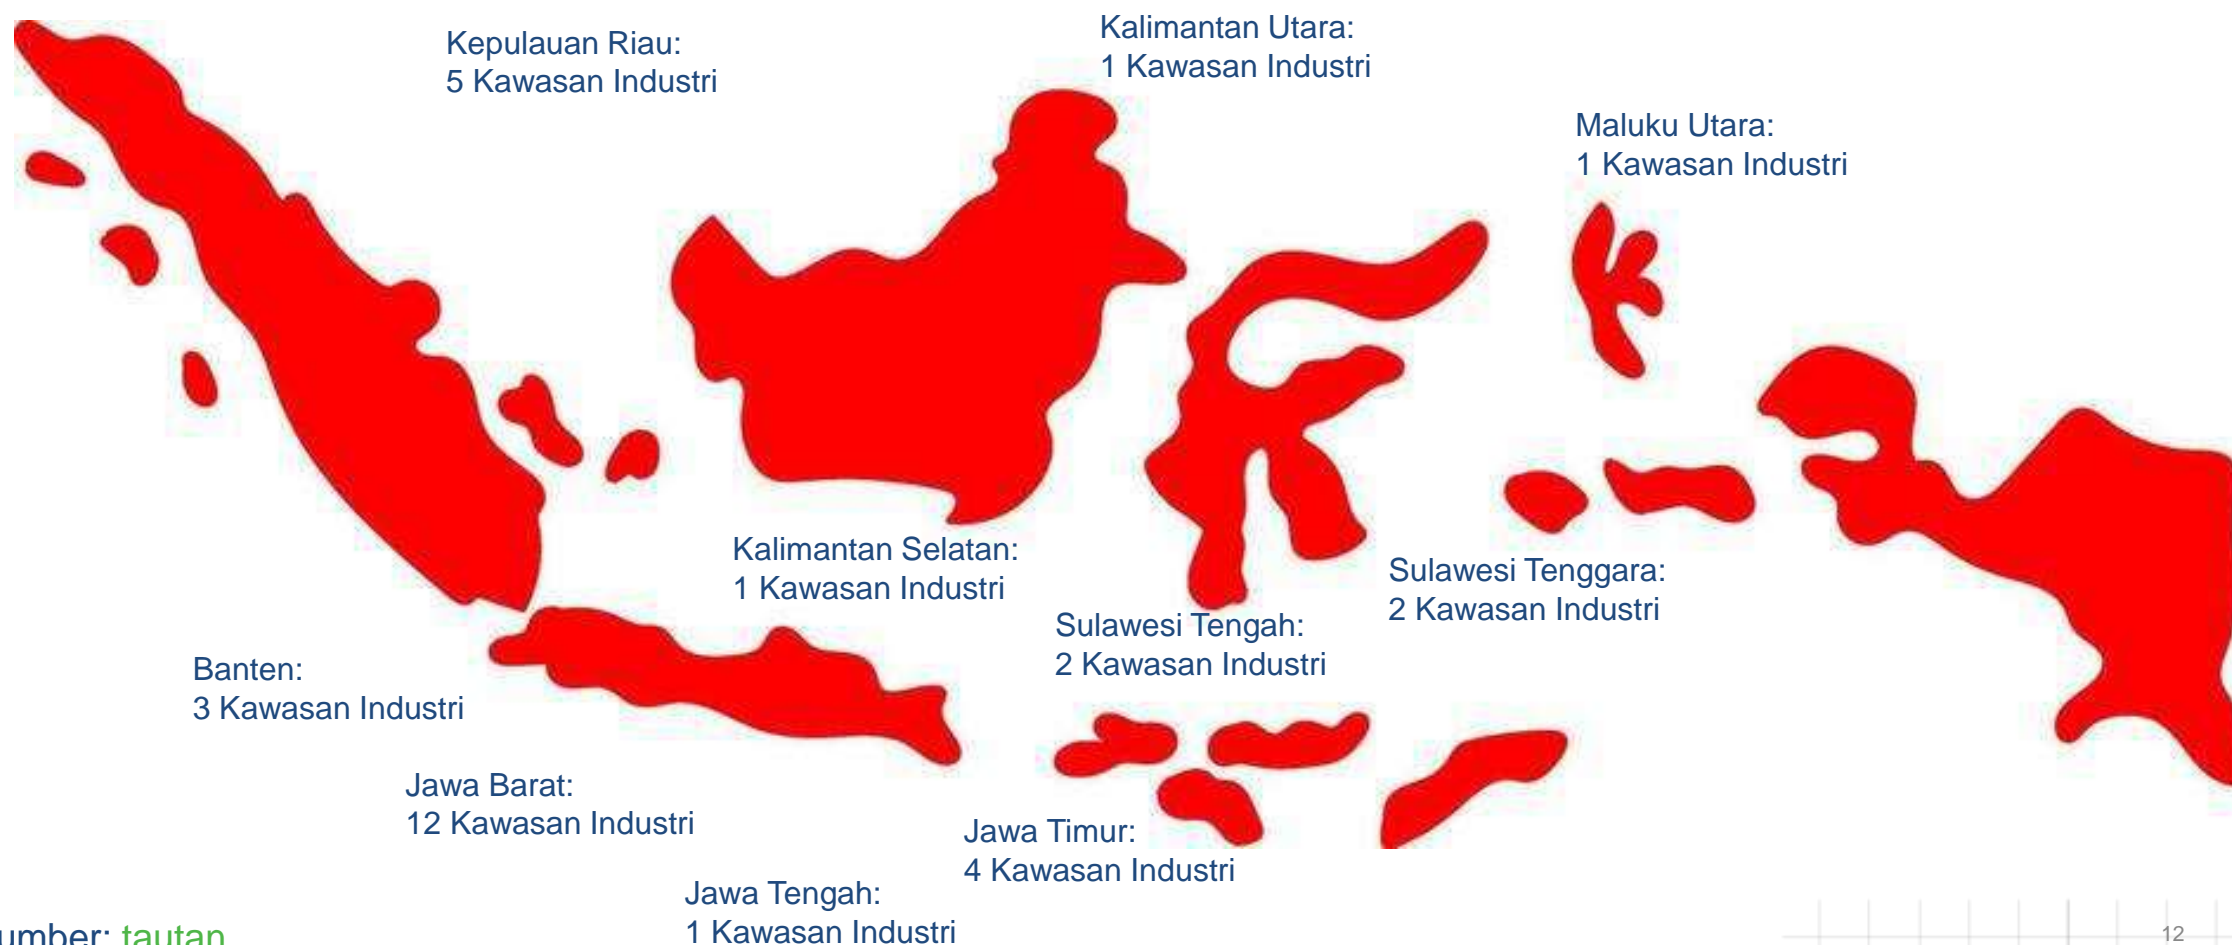 Kepulauan Riau:
5 Kawasan Industri
Kalimantan Utara:
1 Kawasan Industri
Maluku Utara:
1 Kawasan Industri
Kalimantan Selatan:
1 Kawasan Industri
Sulawesi Tenggara:
2 Kawasan Industri
Sulawesi Tengah:
2 Kawasan Industri
Banten:
3 Kawasan Industri
Jawa Barat:
12 Kawasan Industri
Jawa Timur:
4 Kawasan Industri
Jawa Tengah:
1 Kawasan Industri
umber: tautan
12